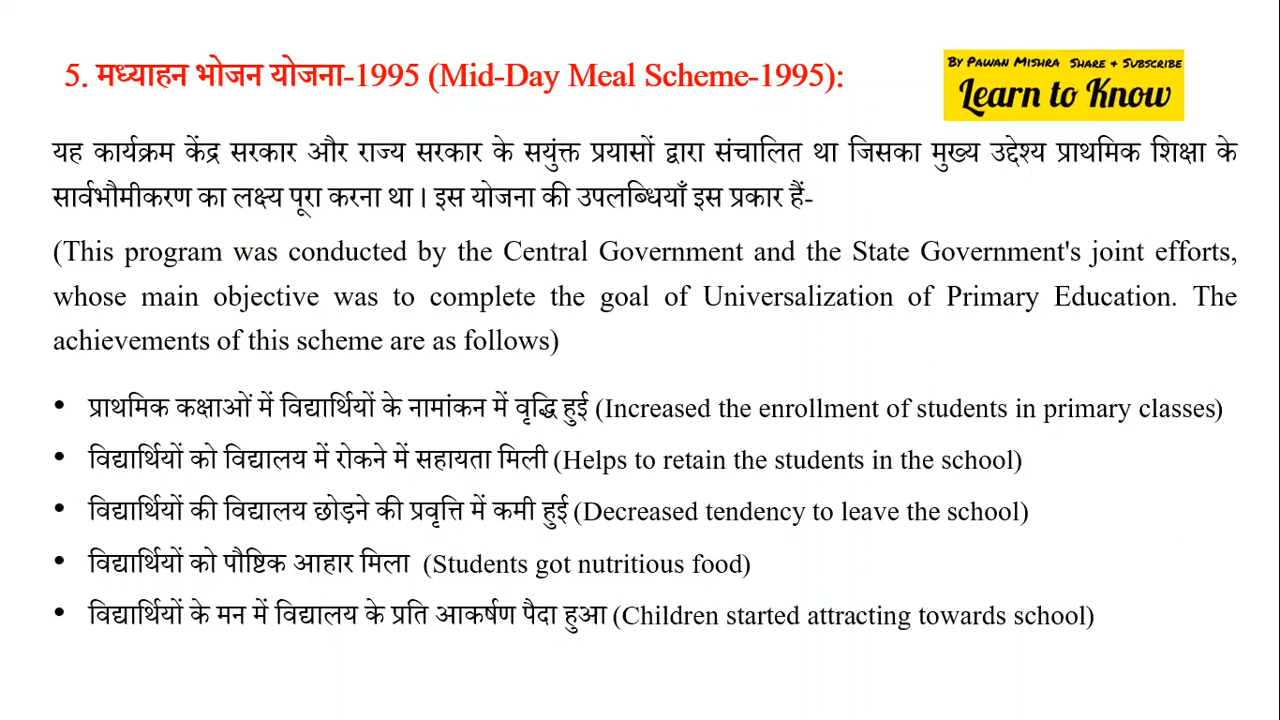 5. मध्याहन भोजन योजना-1995 (Mid-Day Meal Scheme-1995):
By Pawan Mishra Share & Subscribe
Learn to Know
यह कार्यक्रम केंद्र सरकार और राज्य सरकार के सयुंक्त प्रयासों द्वारा संचालित था जिसका मुख्य उद्देश्य प्राथमिक शिक्षा के
सार्वभौमीकरण का लक्ष्य पूरा करना था। इस योजना की उपलब्धियाँ इस प्रकार हैं-
(This program was conducted by the Central Government and the State Government's joint efforts,
whose main objective was to complete the goal of Universalization of Primary Education. The
achievements of this scheme are as follows)
• प्राथमिक कक्षाओं में विद्यार्थियों के नामांकन में वृद्धि हुई (Increased the enrollment of students in primary classes)
• विद्यार्थियों को विद्यालय में रोकने में सहायता मिली (Helps to retain the students in the school)
• विद्यार्थियों की विद्यालय छोड़ने की प्रवृत्ति में कमी हुई (Decreased tendency to leave the school)
• विद्यार्थियों को पौष्टिक आहार मिला (Students got nutritious food)
• विद्यार्थियों के मन में विद्यालय के प्रति आकर्षण पैदा हुआ (Children started attracting towards school)